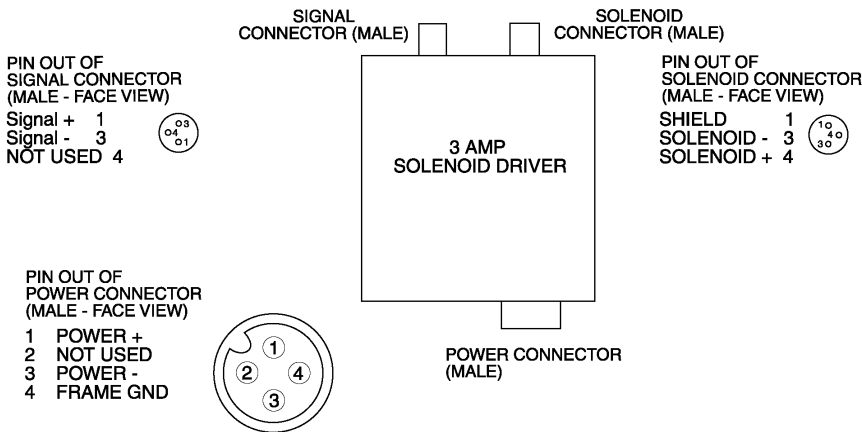 SIGNAL
CONNECTOR (MALE)
SOLENOID
CONNECTOR (MALE)
PIN OUT OF
SIGNAL CONNECTOR
(MALE - FACE VIEW)
Signal + 1
Signal - 3
NOT USED 4
3
4
1
3 AMP
SOLENOID DRIVER
PIN OUT OF
SOLENOID CONNECTOR
(MALE - FACE VIEW)
SHIELD 1
SOLENOID - 3
SOLENOID + 4
1
4
3
PIN OUT OF
POWER CONNECTOR
(MALE - FACE VIEW)
1 POWER +
2 NOT USED
3 POWER -
4 FRAME GND
1
2 4
3
POWER CONNECTOR
(MALE)